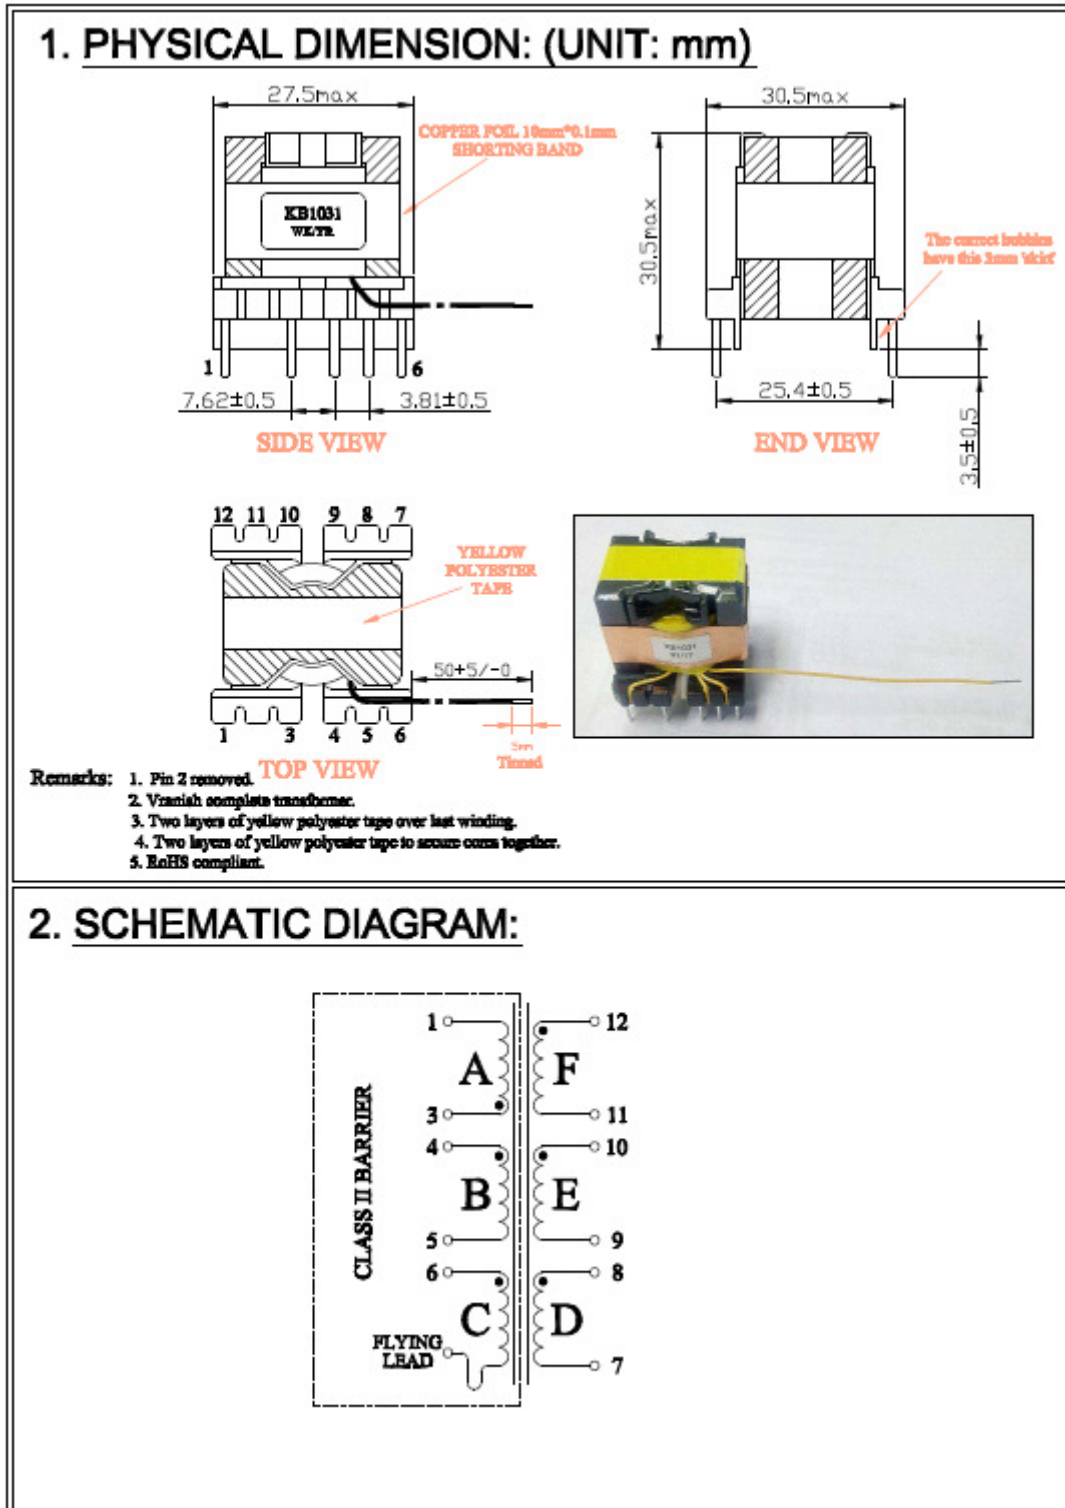 1. PHYSICAL DIMENSION: (UNIT: mm)
27.5max
30.5max
COPPER FOIL 10mm*0.1mm
SHORTING BAND
KB1031
WK/YR
30.5max
The correct bobbins
have this 3mm 'skirt'
1
6
7.62±0.5
3.81±0.5
25.4±0.5
3.5±0.5
SIDE VIEW
END VIEW
12 11 10 9 8 7
YELLOW
POLYESTER
TAPE
50+5/-0
1 3 4 5 6
5mm
Tinned
TOP VIEW
Remarks: 1. Pin 2 removed.
2. Vranish complete transformer.
3. Two layers of yellow polyester tape over last winding.
4. Two layers of yellow polyester tape to secure cores together.
5. RoHS compliant.
2. SCHEMATIC DIAGRAM:
CLASS II BARRIER
1
A
F
12
3
11
4
10
B
E
5
9
6
8
C
D
FLYING
LEAD
7